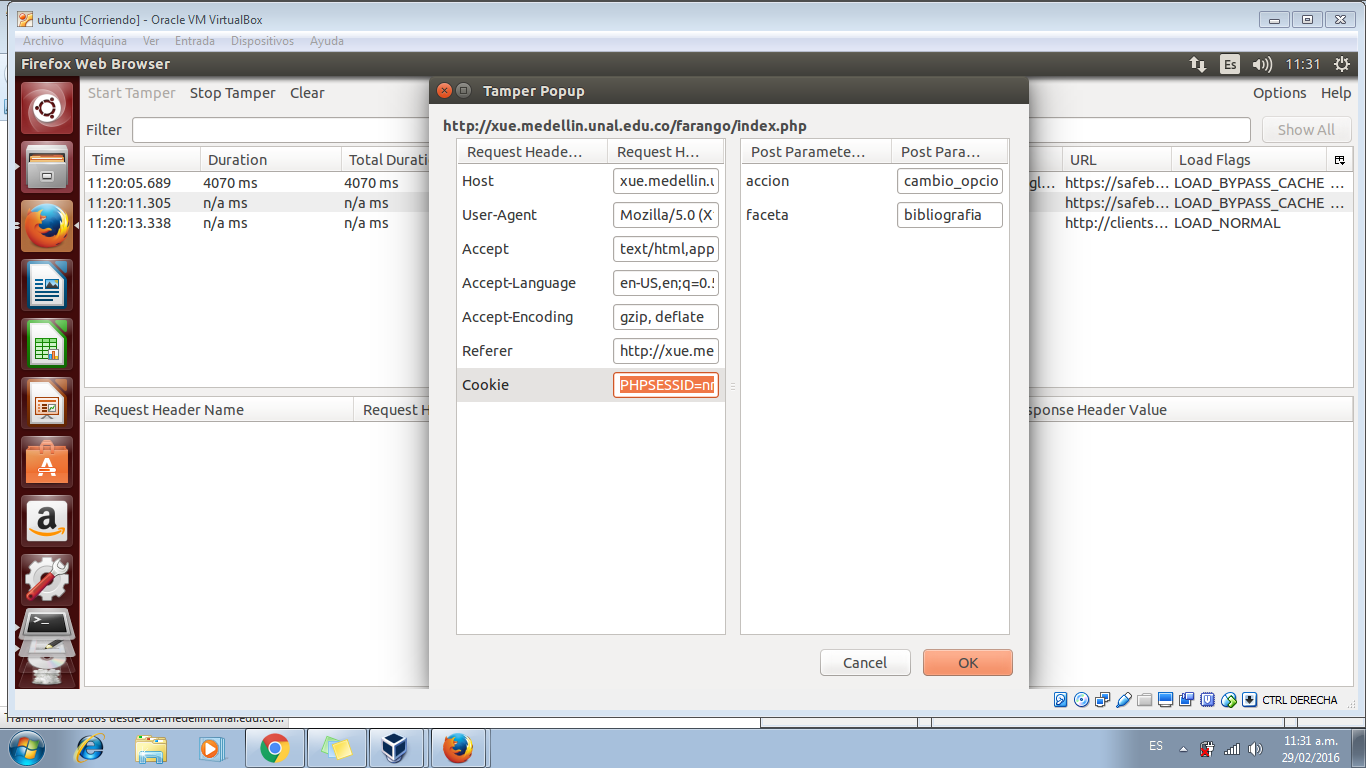 ubuntu [Corriendo] - Oracle VM VirtualBox
Archivo Máquina Ver Entrada Dispositivos Ayuda
Firefox Web Browser Es 11:31
Start Tamper Stop Tamper Clear Options Help
Filter Show All
Time Duration Total Duratio URL Load Flags
11:20:05.689 4070 ms 4070 ms gl... https://safeb... LOAD_BYPASS_CACHE ...
11:20:11.305 n/a ms n/a ms https://safeb... LOAD_BYPASS_CACHE ...
11:20:13.338 n/a ms n/a ms http://clients... LOAD_NORMAL
Request Header Name Request H sponse Header Value
Tamper Popup
http://xue.medellin.unal.edu.co/farango/index.php
Request Heade... Request H... Post Paramete... Post Para...
Host xue.medellin.u accion cambio_opcio
User-Agent Mozilla/5.0 (X faceta bibliografia
Accept text/html,app
Accept-Language en-US,en;q=0.5
Accept-Encoding gzip, deflate
Referer http://xue.me
Cookie PHPSESSID=nr
Cancel OK
CTRL DERECHA
ES 11:31 a.m.
29/02/2016